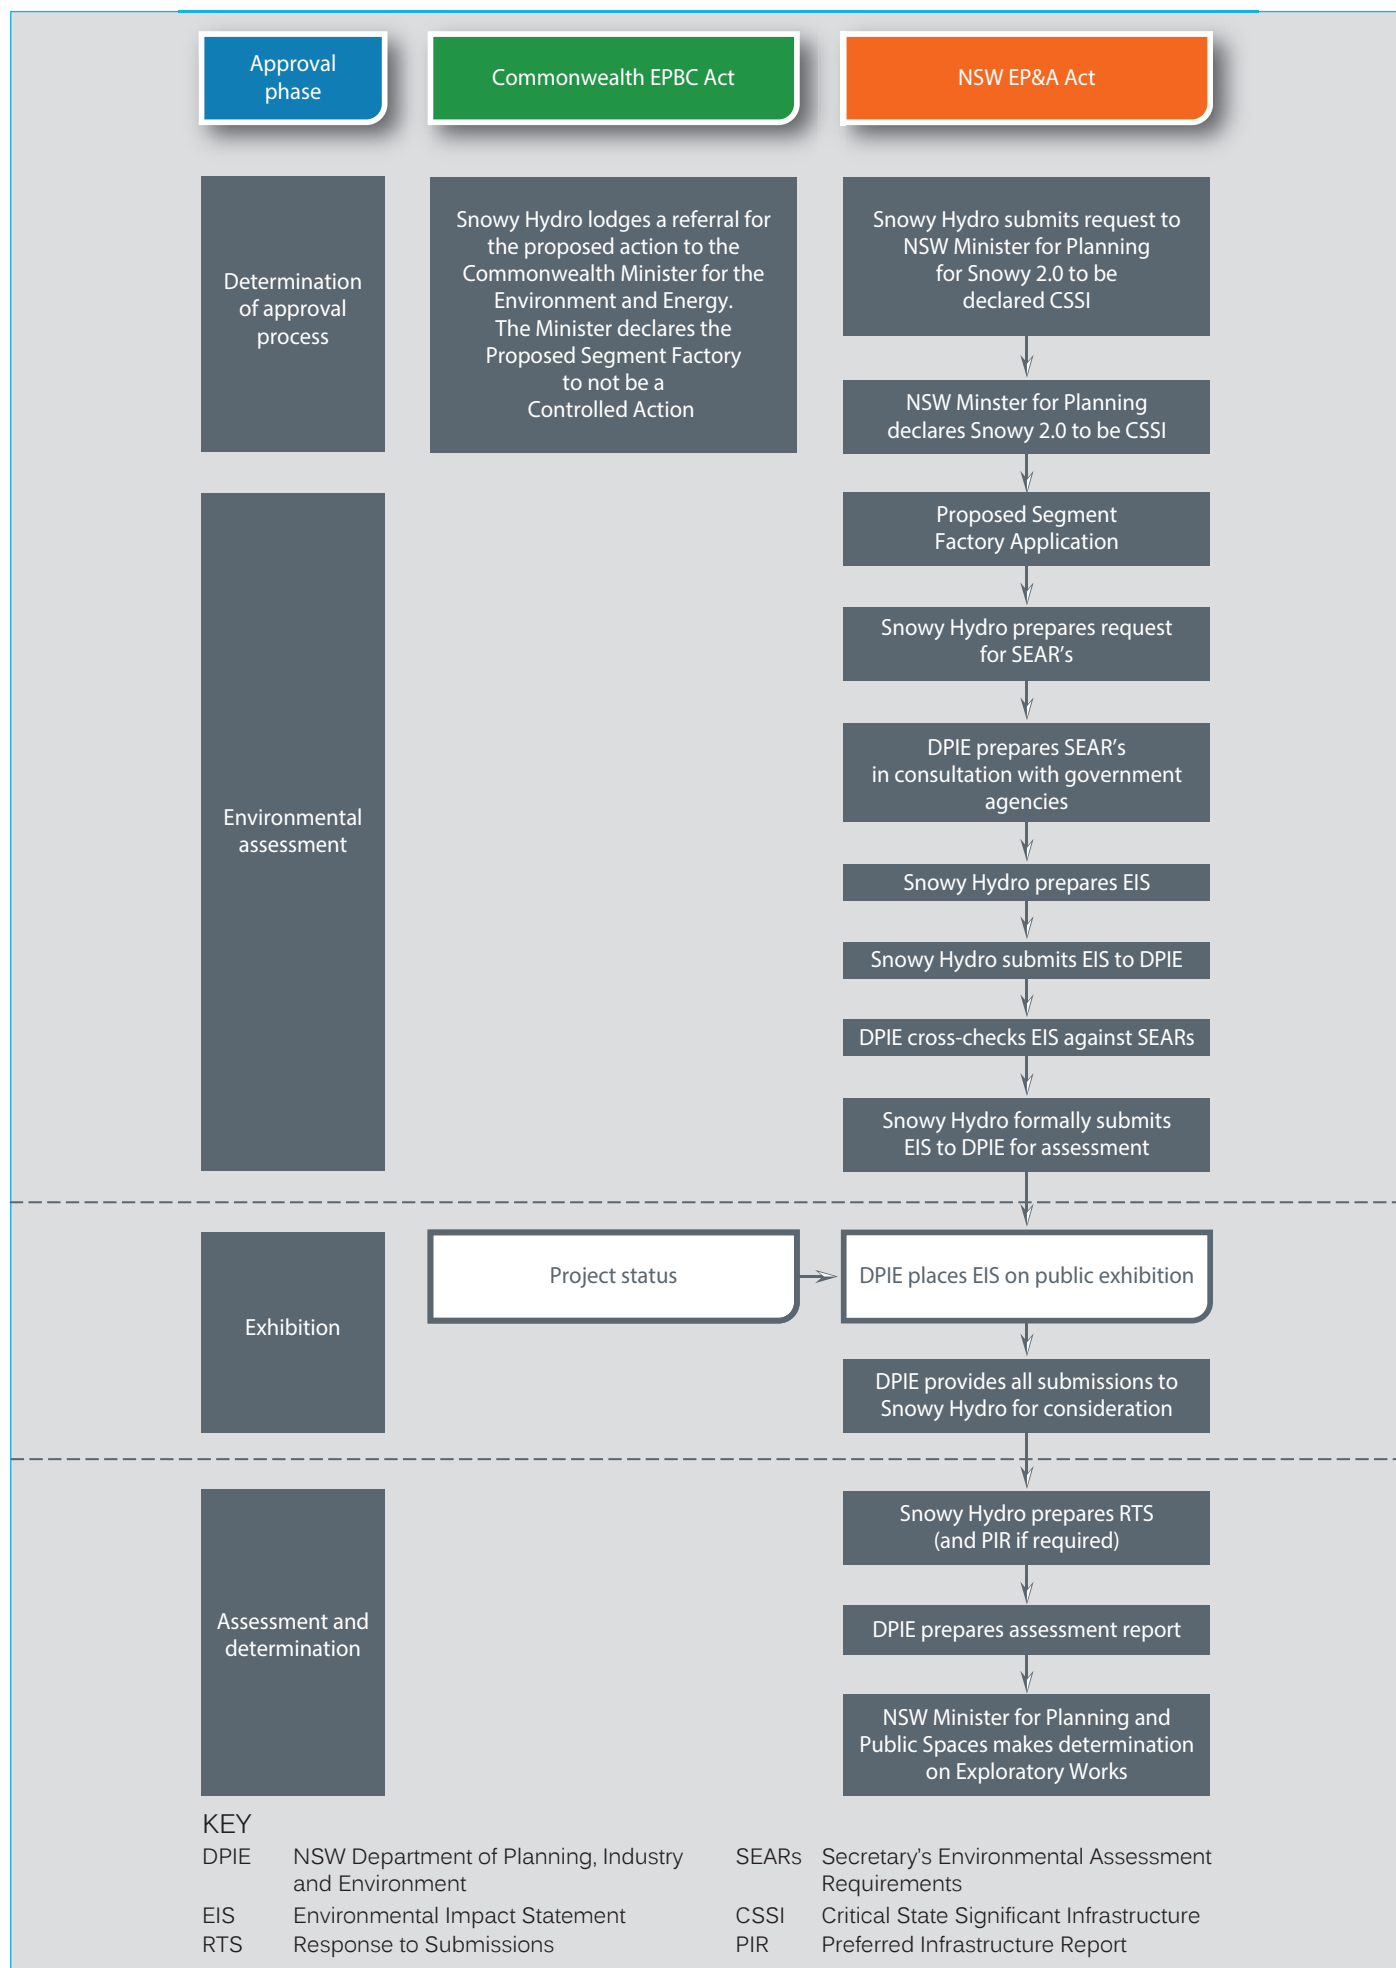 Approval
phase
Commonwealth EPBC Act
NSW EP&A Act
Determination
of approval
process
Snowy Hydro lodges a referral for
the proposed action to the
Commonwealth Minister for the
Environment and Energy.
The Minister declares the
Proposed Segment Factory
to not be a
Controlled Action
Snowy Hydro submits request to
NSW Minister for Planning
for Snowy 2.0 to be
declared CSSI
NSW Minster for Planning
declares Snowy 2.0 to be CSSI
Environmental
assessment
Proposed Segment
Factory Application
Snowy Hydro prepares request
for SEAR's
DPIE prepares SEAR's
in consultation with government
agencies
Snowy Hydro prepares EIS
Snowy Hydro submits EIS to DPIE
DPIE cross-checks EIS against SEARs
Snowy Hydro formally submits
EIS to DPIE for assessment
Exhibition
Project status
DPIE places EIS on public exhibition
DPIE provides all submissions to
Snowy Hydro for consideration
Assessment and
determination
Snowy Hydro prepares RTS
(and PIR if required)
DPIE prepares assessment report
NSW Minister for Planning and
Public Spaces makes determination
on Exploratory Works
KEY
DPIE NSW Department of Planning, Industry
and Environment
EIS Environmental Impact Statement
RTS Response to Submissions
SEARs Secretary's Environmental Assessment
Requirements
CSSI Critical State Significant Infrastructure
PIR Preferred Infrastructure Report